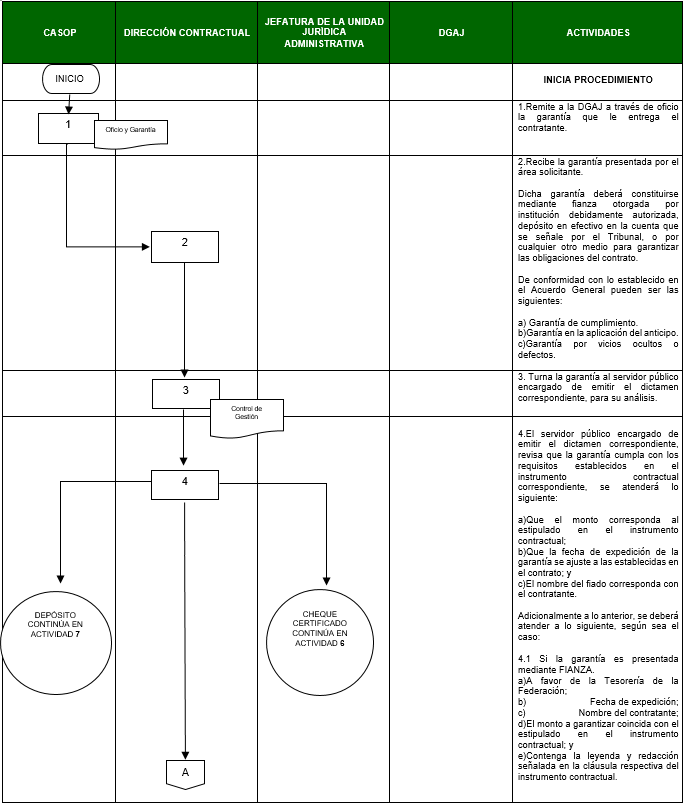 CASOP
DIRECCIÓN CONTRACTUAL
JEFATURA DE LA UNIDAD
JURÍDICA
ADMINISTRATIVA
DGAJ
ACTIVIDADES
INICIO
INICIA PROCEDIMIENTO
1
Oficio y Garantía
1.Remite a la DGAJ a través de oficio
la garantía que le entrega el
contratante.
2
2.Recibe la garantía presentada por el
área solicitante.
Dicha garantía deberá constituirse
mediante fianza otorgada por
institución debidamente autorizada,
depósito en efectivo en la cuenta que
se señale por el Tribunal, o por
cualquier otro medio para garantizar
las obligaciones del contrato.
De conformidad con lo establecido en
el Acuerdo General pueden ser las
siguientes:
a) Garantía de cumplimiento.
b)Garantía en la aplicación del anticipo.
c)Garantía por vicios ocultos o
defectos.
3
Control de
Gestión
3. Turna la garantía al servidor público
encargado de emitir el dictamen
correspondiente, para su análisis.
4
DEPÓSITO
CONTINÚA EN
ACTIVIDAD 7
CHEQUE
CERTIFICADO
CONTINÚA EN
ACTIVIDAD 6
A
4.El servidor público encargado de
emitir el dictamen correspondiente,
revisa que la garantía cumpla con los
requisitos establecidos en el
instrumento contractual
correspondiente, se atenderá lo
siguiente:
a)Que el monto corresponda al
estipulado en el instrumento
contractual;
b)Que la fecha de expedición de la
garantía se ajuste a las establecidas en
el contrato; y
c)El nombre del fiado corresponda con
el contratante.
Adicionalmente a lo anterior, se deberá
atender a lo siguiente, según sea el
caso:
4.1 Si la garantía es presentada
mediante FIANZA.
a)A favor de la Tesorería de la
Federación;
b) Fecha de expedición;
c) Nombre del contratante;
d)El monto a garantizar coincida con el
estipulado en el instrumento
contractual; y
e)Contenga la leyenda y redacción
señalada en la cláusula respectiva del
instrumento contractual.